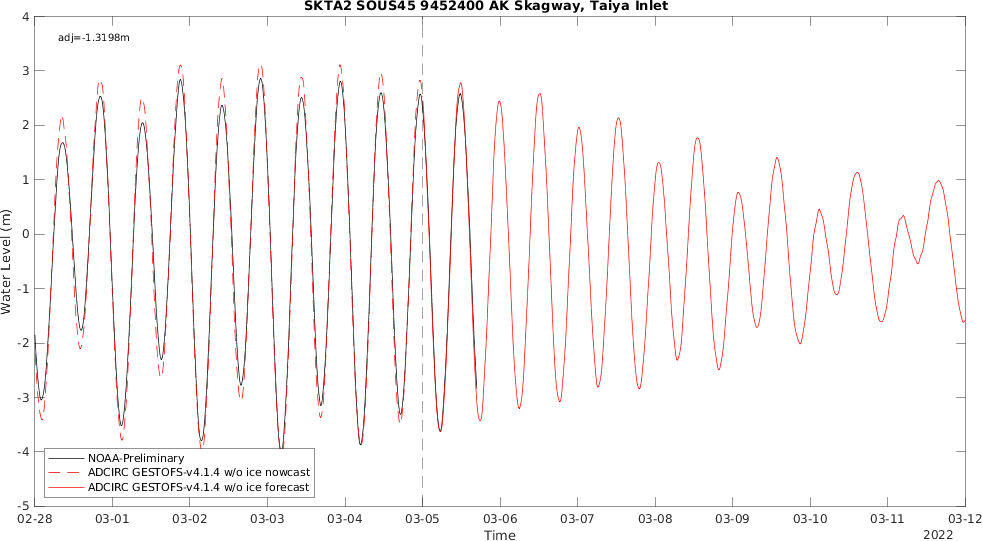 SKTA2 SOUS45 9452400 AK Skagway, Taiya Inlet
adj=-1.3198m
4
3
2
1
0
-1
-2
-3
-4
-5
Water Level (m)
NOAA-Preliminary
ADCIRC GESTOFS-v4.1.4 w/o ice nowcast
ADCIRC GESTOFS-v4.1.4 w/o ice forecast
02-28 03-01 03-02 03-03 03-04 03-05 03-06 03-07 03-08 03-09 03-10 03-11 03-12
Time
2022